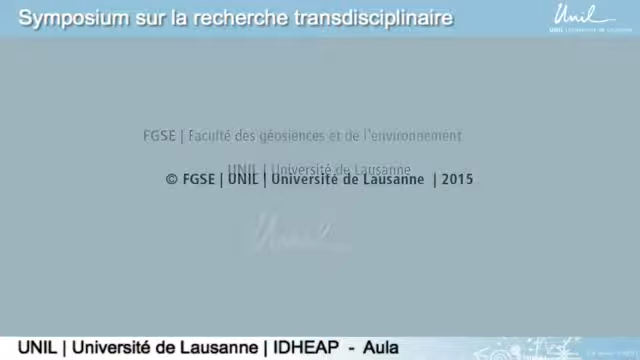 Symposium sur la recherche transdisciplinaire
Unil
UNIL | Université de Lausanne
FGSE | Faculté des géosciences et de l'environnement
UNIL | Université de Lausanne
© FGSE | UNIL | Université de Lausanne | 2015
Unil
UNIL | Université de Lausanne | IDHEAP - Aula